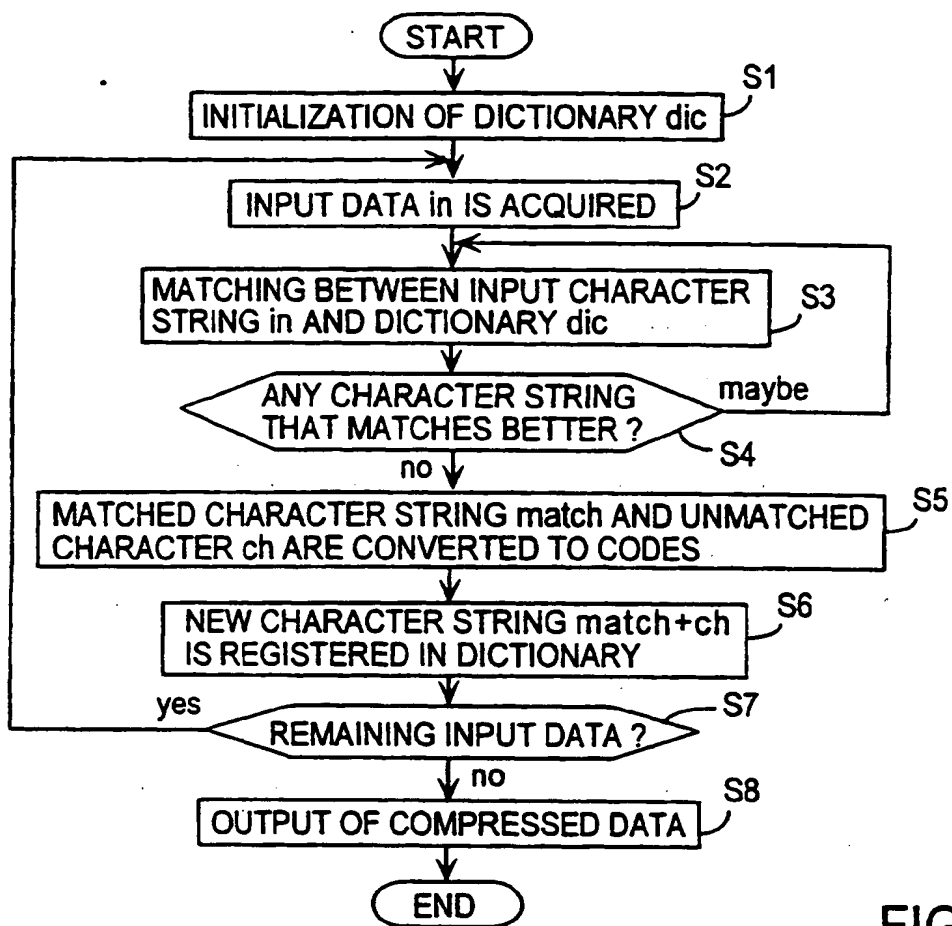 START
S1
INITIALIZATION OF DICTIONARY dic
S2
INPUT DATA in IS ACQUIRED
MATCHING BETWEEN INPUT CHARACTER
STRING in AND DICTIONARY dic
S3
ANY CHARACTER STRING
THAT MATCHES BETTER ?
maybe
S4
no
S5
MATCHED CHARACTER STRING match AND UNMATCHED
CHARACTER ch ARE CONVERTED TO CODES
S6
NEW CHARACTER STRING match+ch
IS REGISTERED IN DICTIONARY
yes
S7
REMAINING INPUT DATA ?
no
S8
OUTPUT OF COMPRESSED DATA
END
FIG